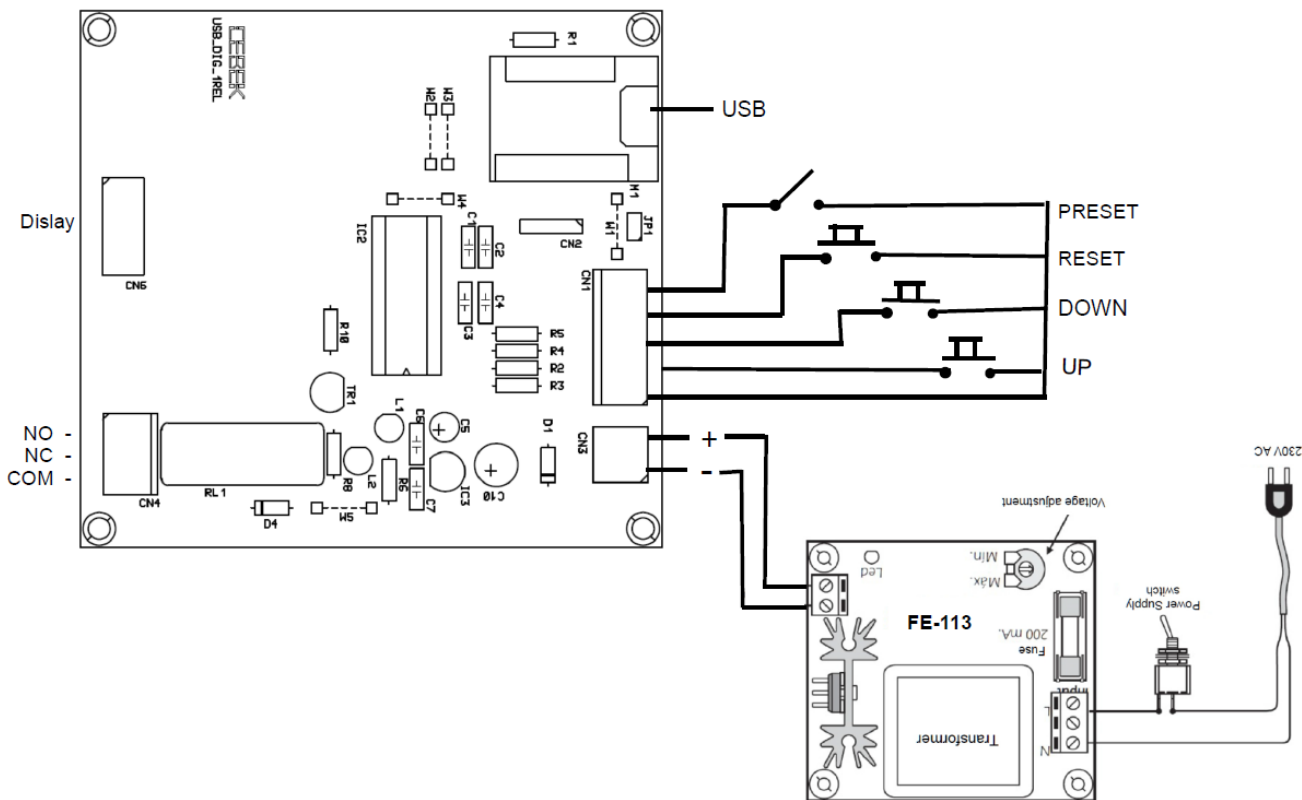 CEBEK
USB_DIG_1REL
R1
W2
W3
USB
M1
W4
C1
C2
IC2
CN2
W1
JP1
PRESET
Dislay
RESET
CN6
CN1
C3
C4
DOWN
R10
R5
R4
R2
R3
UP
TR1
L1
C6
C5
D1
CN3
+
-
NO -
NC -
COM -
CN4
RL1
R8
L2
R6
C7
IC3
C10
D4
W5
230V AC
Voltage adjustment
Led
Mín.
Máx.
FE-113
200 mA.
Fuse
Power Supply
switch
Input
L
N
Transformer